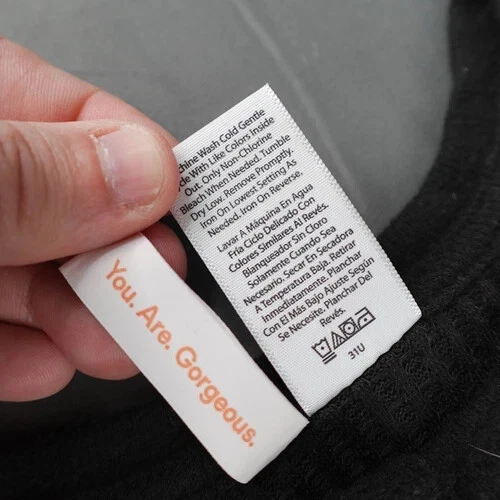 chine Wash Cold Gentle
cle With Like Colors Inside
Out. Only Non-Chlorine
Bleach When Needed. Tumble
Dry Low. Remove Promptly.
Iron On Lowest Setting As
Needed. Iron On Reverse.
Lavar A Máquina En Agua
Fría Ciclo Delicado Con
Colores Similares Al Revés.
Blanqueador Sin Cloro
Solamente Cuando Sea
Necesario. Secar En Secadora
A Temperatura Baja. Retirar
Inmediatamente. Planchar
Con El Más Bajo Ajuste Según
Se Necesite. Planchar Del
Revés.
31U
You. Are. Gorgeous.